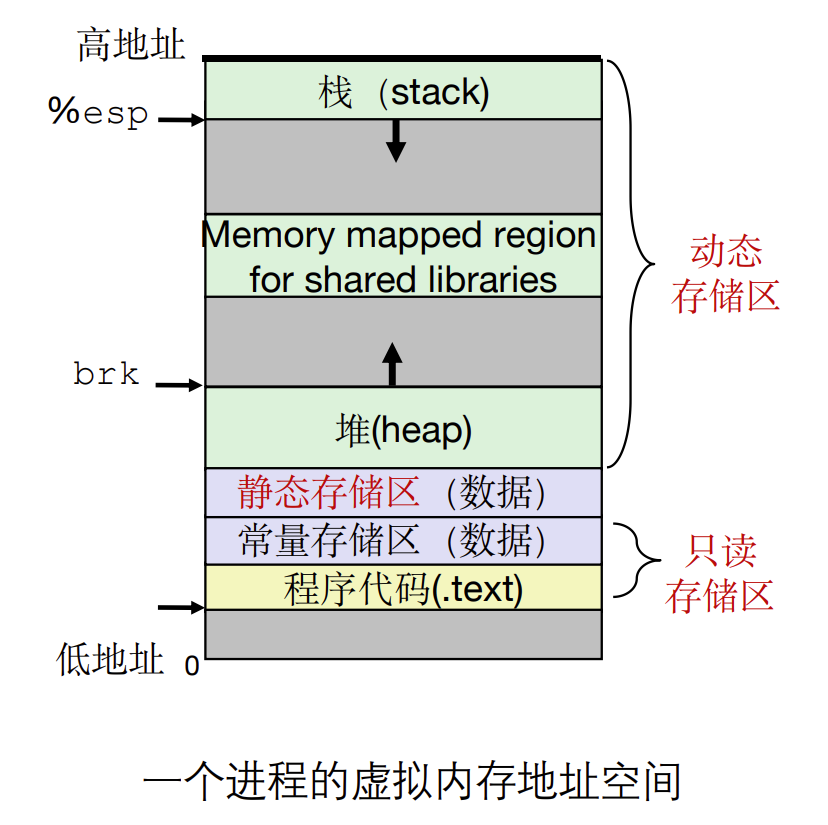 高地址
栈（stack)
%esp
Memory mapped region
for shared libraries
动态
存储区
brk
堆(heap)
静态存储区（数据）
常量存储区（数据）
只读
存储区
程序代码(.text)
低地址 0
一个进程的虚拟内存地址空间